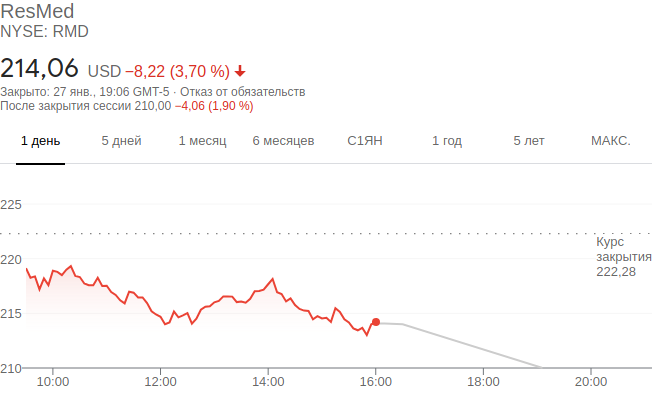 ResMed
NYSE: RMD
214,06 USD −8,22 (3,70 %)
Закрыто: 27 янв., 19:06 GMT-5 · Отказ от обязательств
После закрытия сессии 210,00 −4,06 (1,90 %)
1 день 5 дней 1 месяц 6 месяцев С1ЯН 1 год 5 лет МАКС.
225
Курс
закрытия
222,28
220
215
210
10:00 12:00 14:00 16:00 18:00 20:00